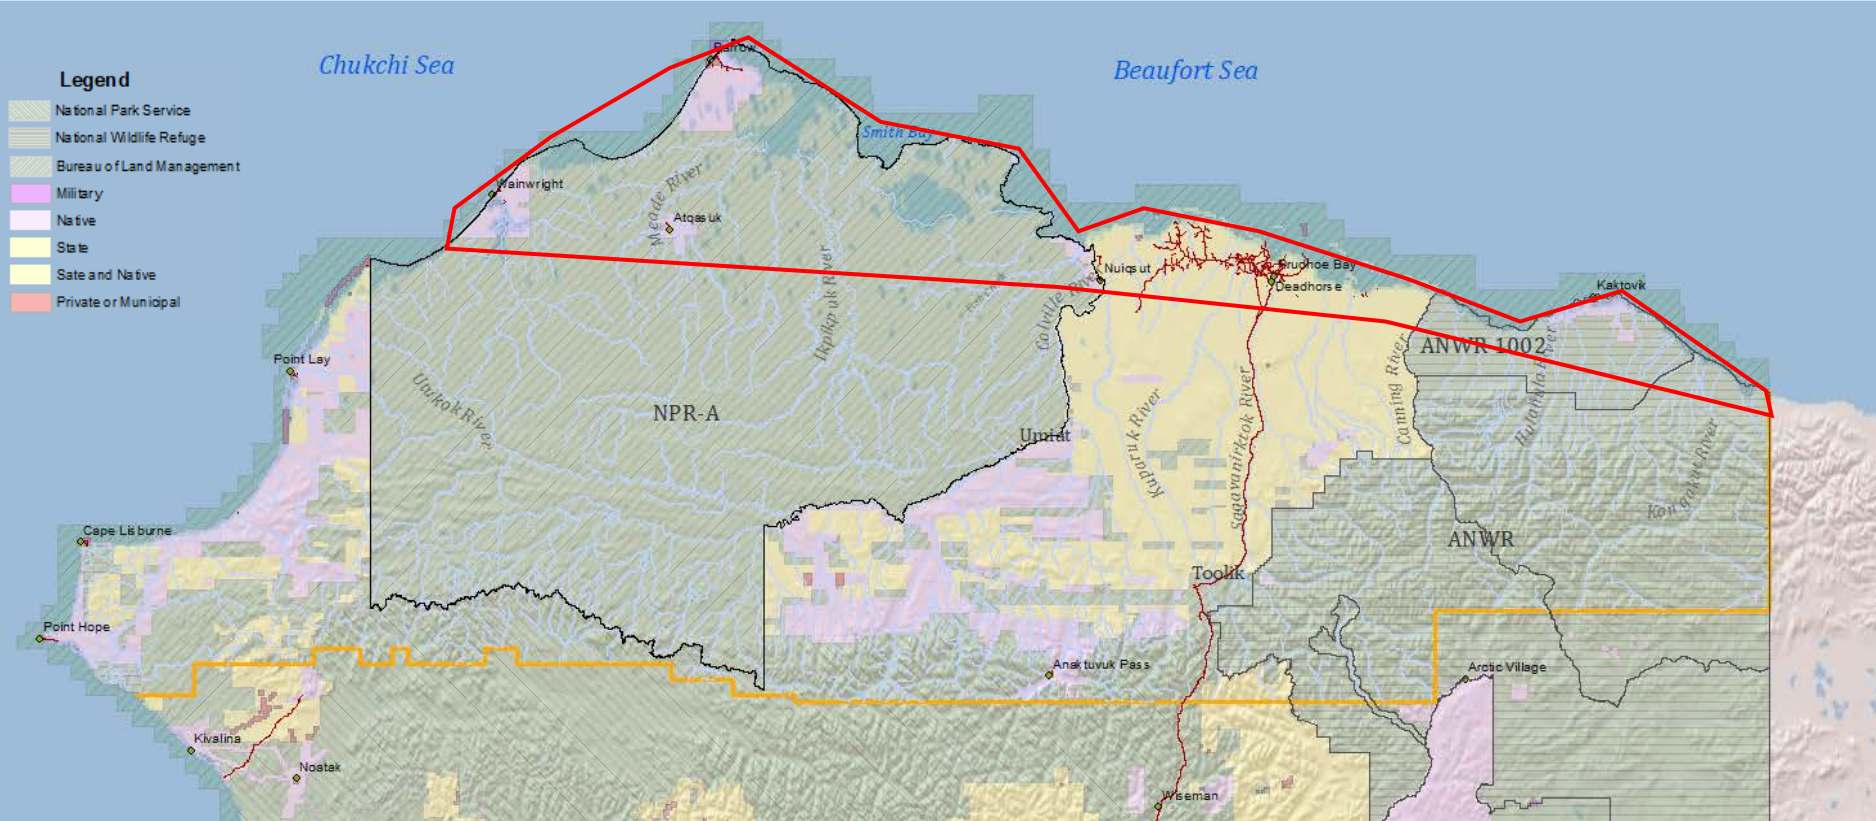 Chukchi Sea
Beaufort Sea
Legend
National Park Service
National Wildlife Refuge
Bureau of Land Management
Military
Native
State
Sate and Native
Private or Municipal
Barrow
Smith Bay
Wainwright
Meade River
Atqasuk
Ikpikpuk River
Colville River
Nuiqsut
Prudhoe Bay
Deadhorse
Kaktovik
Point Lay
Utukok River
NPR-A
Umiat
Kuparuk River
Sagavanirktok River
Canning River
ANWR 1002
Hulahula River
Kongakut River
Cape Lisburne
ANWR
Toolik
Point Hope
Anaktuvuk Pass
Arctic Village
Kivalina
Noatak
Wiseman